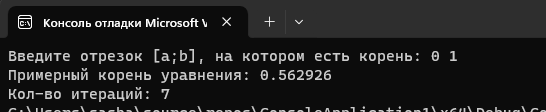 Консоль отладки Microsoft V
Введите отрезок [a;b], на котором есть корень: 0 1
Примерный корень уравнения: 0.562926
Кол-во итераций: 7